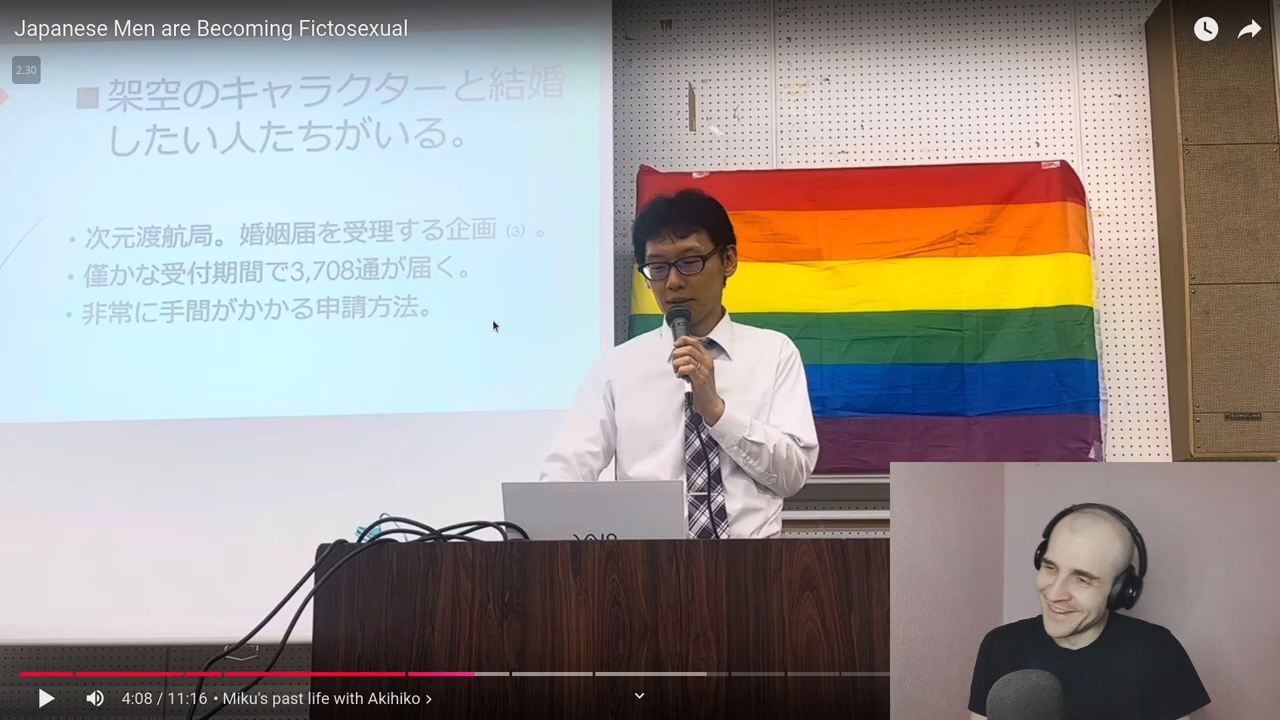 Japanese Men are Becoming Fictosexual
2.30
■架空のキャラクターと結婚
したい人たちがいる。
・次元渡航局。婚姻届を受理する企画（3）。
・僅かな受付期間で3,708通が届く。
・非常に手間がかかる申請方法。
4:08 / 11:16 • Miku's past life with Akihiko >